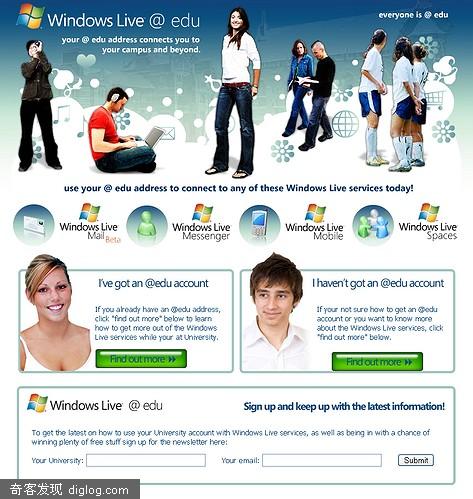 Windows Live @ edu
everyone is @ edu
your @ edu address connects you to
your campus and beyond.
use your @ edu address to connect to any of these Windows Live services today!
Windows Live
Mail Beta
Windows Live
Messenger
Windows Live
Mobile
Windows Live
Spaces
I've got an @edu account
If you already have an @edu address,
click "find out more" below to learn
how to get more out of the Windows
Live services while your at University.
Find out more
I haven't got an @edu account
If your not sure how to get an @edu
account or you want to know more
about the Windows Live services, click
"find out more".
Find out more
Windows Live @ edu
Sign up and keep up with the latest information!
To get the latest on how to use your University account with Windows Live services, as well as being in with a chance of
winning plenty of free stuff sign up for the newsletter here:
Your University:
Your email:
Submit
奇客发现 diglog.com